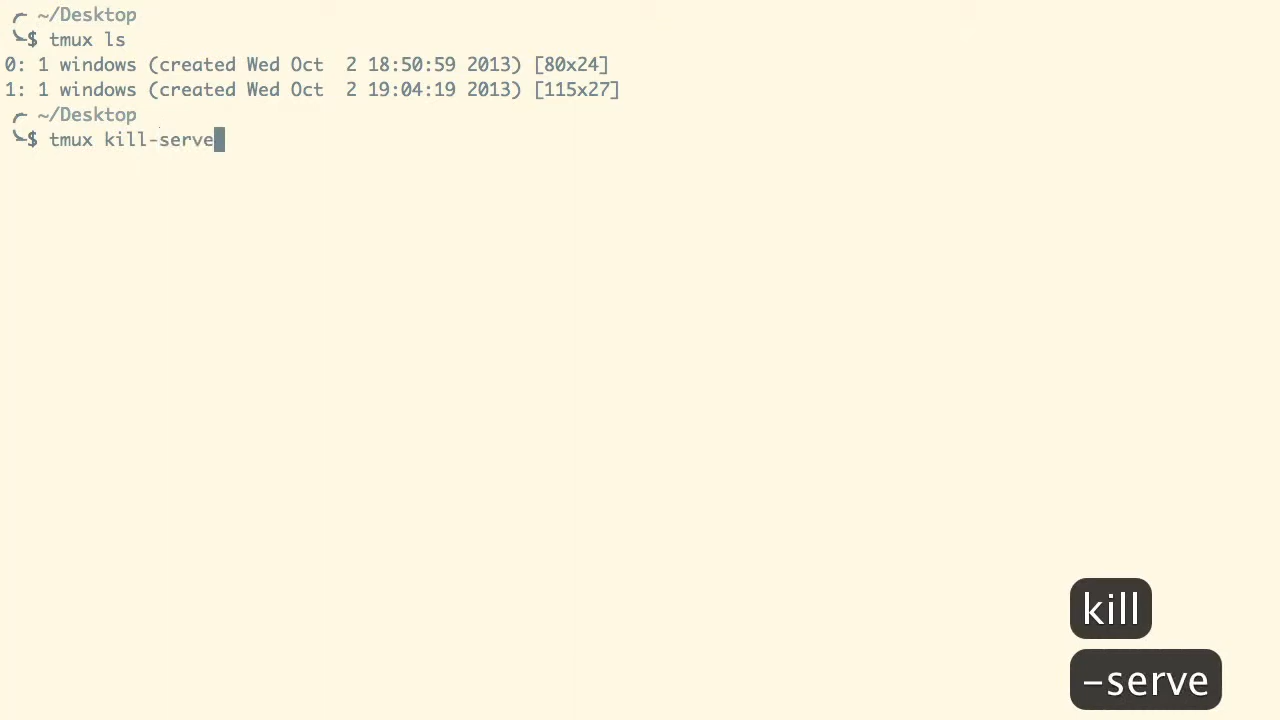 ╭ ~/Desktop
╰$ tmux ls
0: 1 windows (created Wed Oct  2 18:50:59 2013) [80x24]
1: 1 windows (created Wed Oct  2 19:04:19 2013) [115x27]
╭ ~/Desktop
╰$ tmux kill-serve
kill
-serve